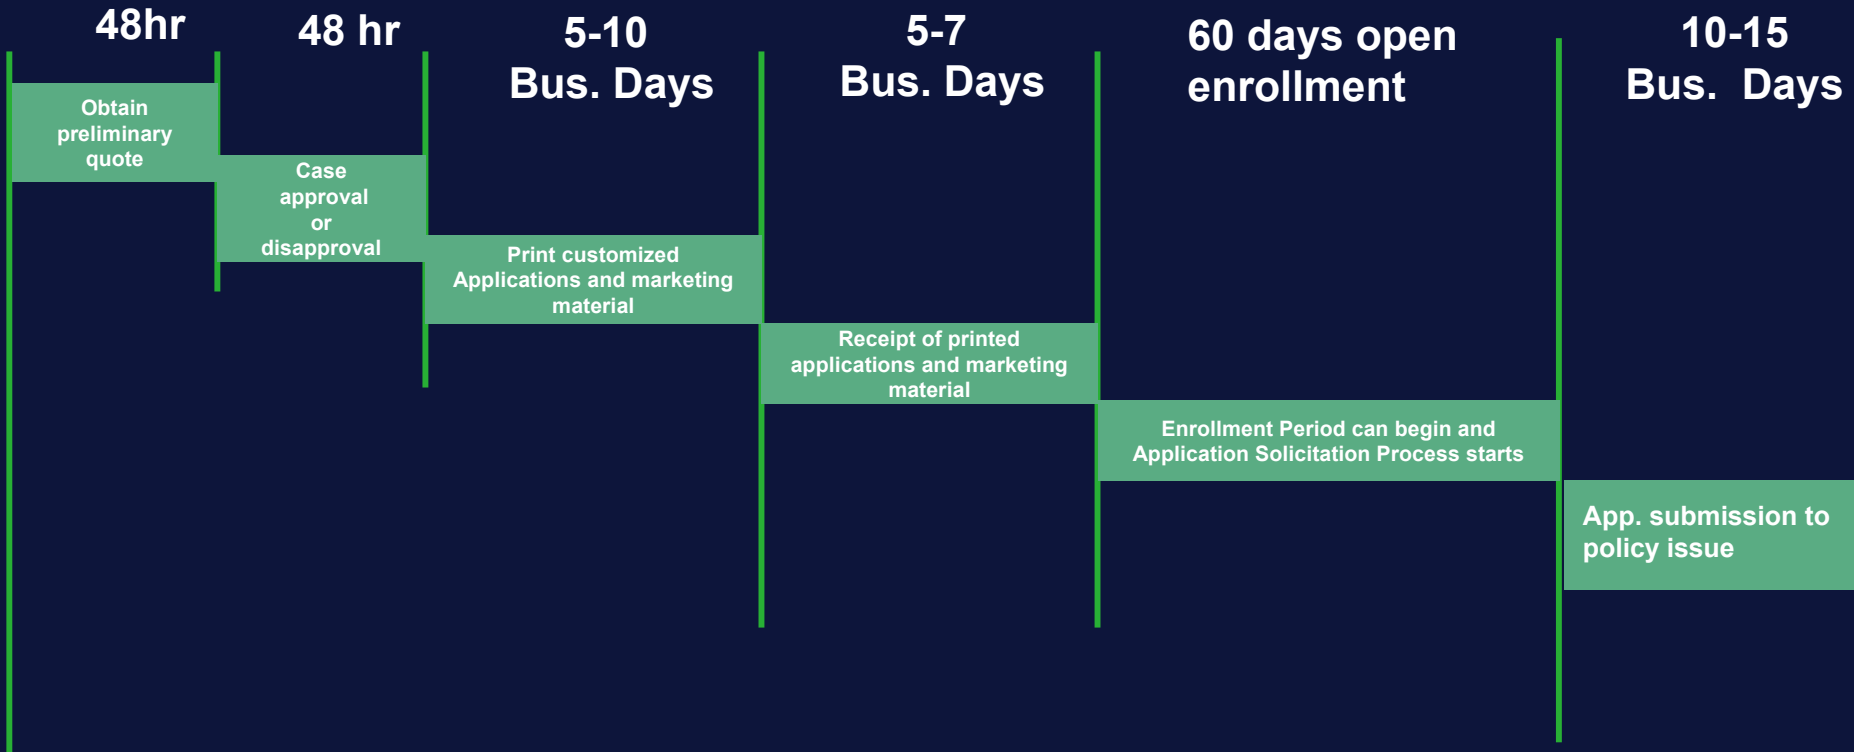 48hr
48 hr
5-10
Bus. Days
5-7
Bus. Days
60 days open
enrollment
10-15
Bus.  Days
Obtain
preliminary
quote
Case
approval
or
disapproval
Print customized
Applications and marketing
material
Receipt of printed
applications and marketing
material
Enrollment Period can begin and
Application Solicitation Process starts
App. submission to
policy issue